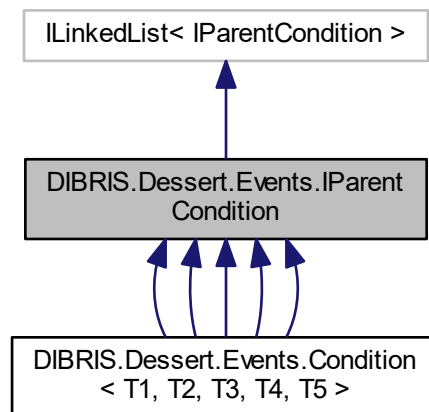 ILinkedList< IParentCondition >
DIBRIS.Dessert.Events.IParent
Condition
DIBRIS.Dessert.Events.Condition
< T1, T2, T3, T4, T5 >